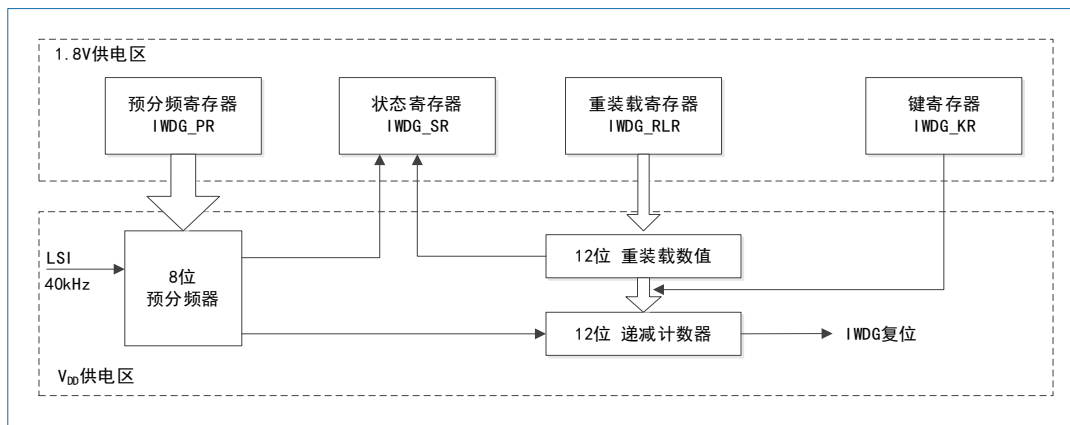 1.8V供电区
预分频寄存器
IWDG_PR
状态寄存器
IWDG_SR
重装载寄存器
IWDG_RLR
键寄存器
IWDG_KR
LSI
40kHz
8位
预分频器
12位 重装载数值
12位 递减计数器
IWDG复位
VDD供电区